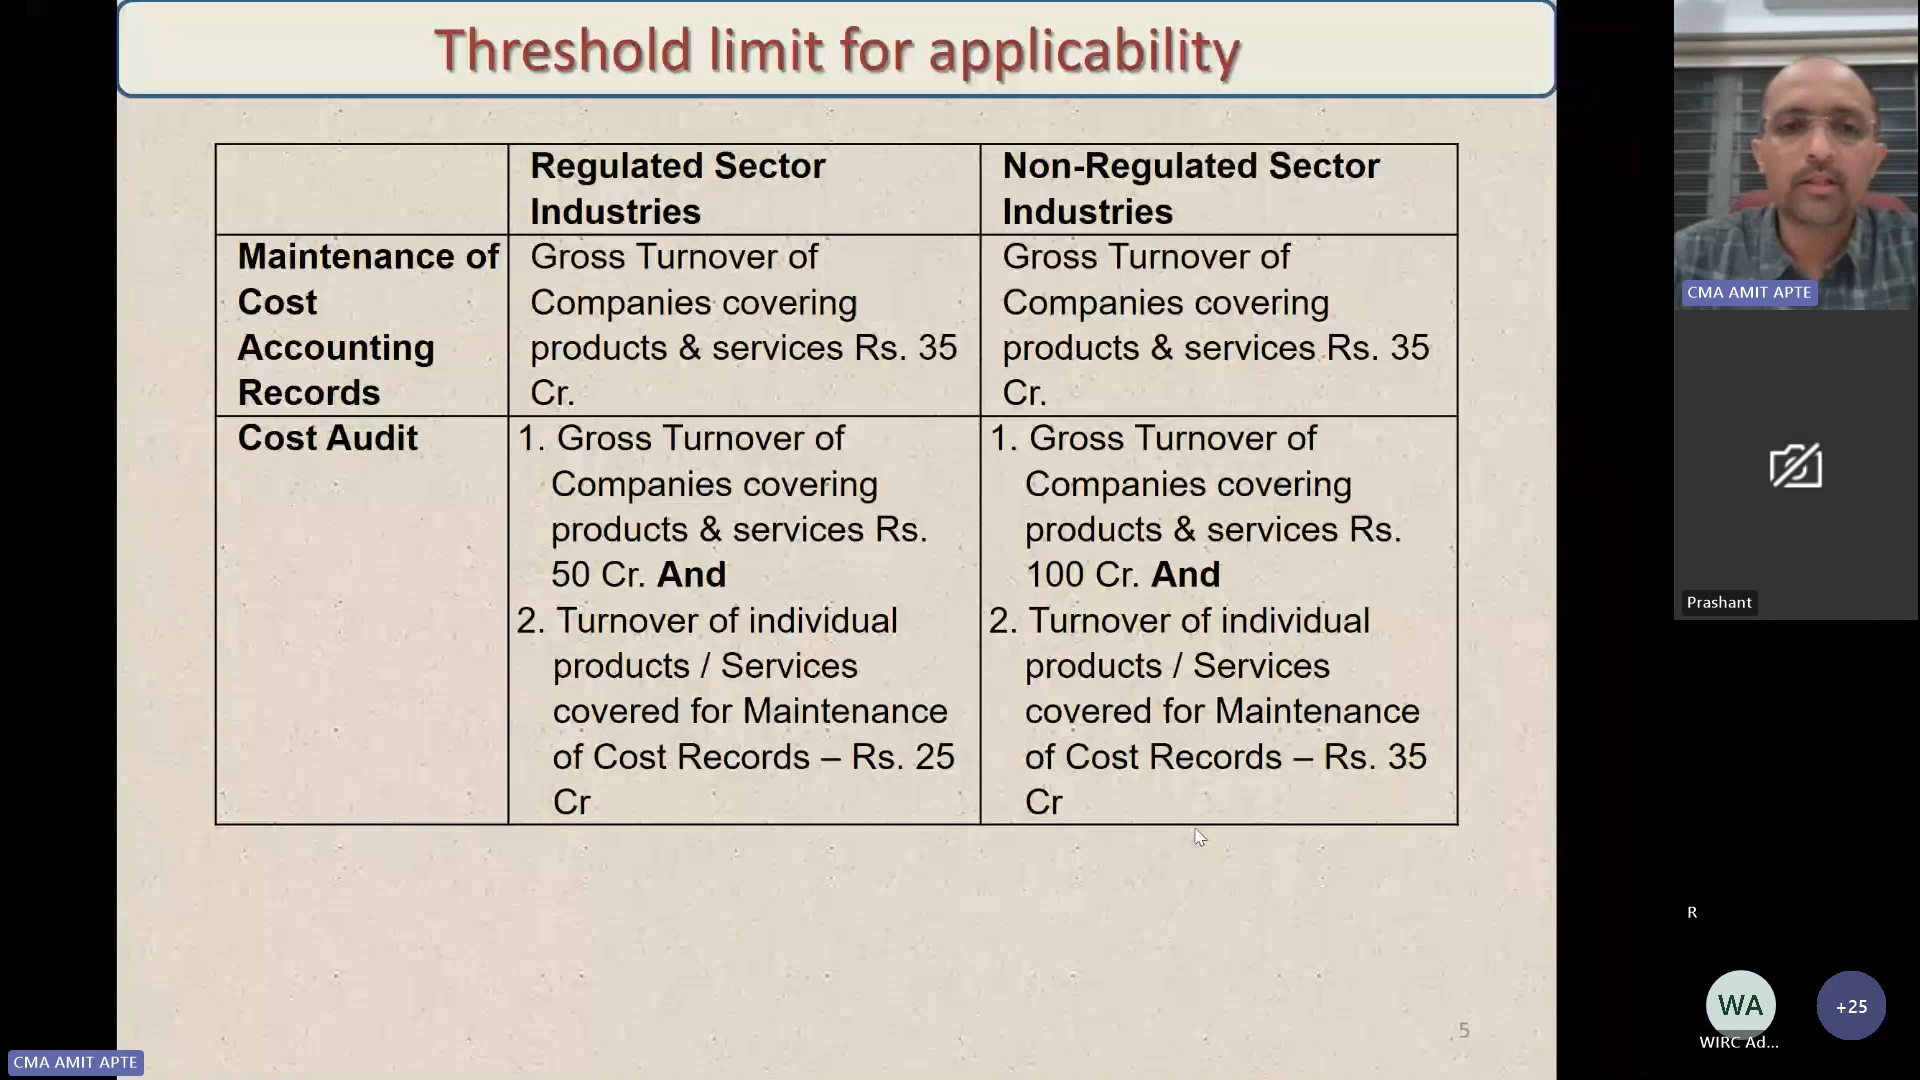 Threshold limit for applicability
Regulated Sector
Industries
Non-Regulated Sector
Industries
Maintenance of
Cost
Accounting
Records
Gross Turnover of
Companies covering
products & services Rs. 35
Cr.
Gross Turnover of
Companies covering
products & services Rs. 35
Cr.
Cost Audit
1. Gross Turnover of
Companies covering
products & services Rs.
50 Cr. And
2. Turnover of individual
products / Services
covered for Maintenance
of Cost Records – Rs. 25
Cr
1. Gross Turnover of
Companies covering
products & services Rs.
100 Cr. And
2. Turnover of individual
products / Services
covered for Maintenance
of Cost Records – Rs. 35
Cr
5
CMA AMIT APTE
CMA AMIT APTE
Prashant
R
WA
WIRC Ad...
+25